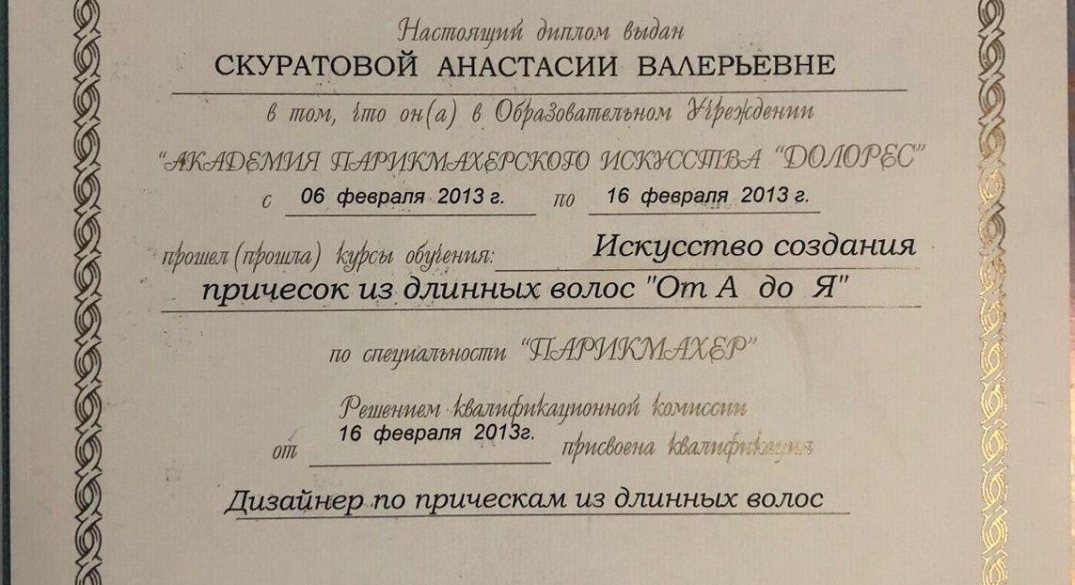 Настоящий диплом выдан
СКУРАТОВОЙ АНАСТАСИИ ВАЛЕРЬЕВНЕ
в том, что он(а) в Образовательном Учреждении
"АКАДЕМИЯ ПАРИКМАХЕРСКОГО ИСКУССТВА "ДОЛОРЕС"
с 06 февраля 2013 г. по 16 февраля 2013 г.
прошел (прошла) курсы обучения: Искусство создания
причесок из длинных волос "От А до Я"
по специальности "ПАРИКМАХЕР"
Решением квалификационной комиссии
от 16 февраля 2013г. присвоена квалификация
Дизайнер по прическам из длинных волос